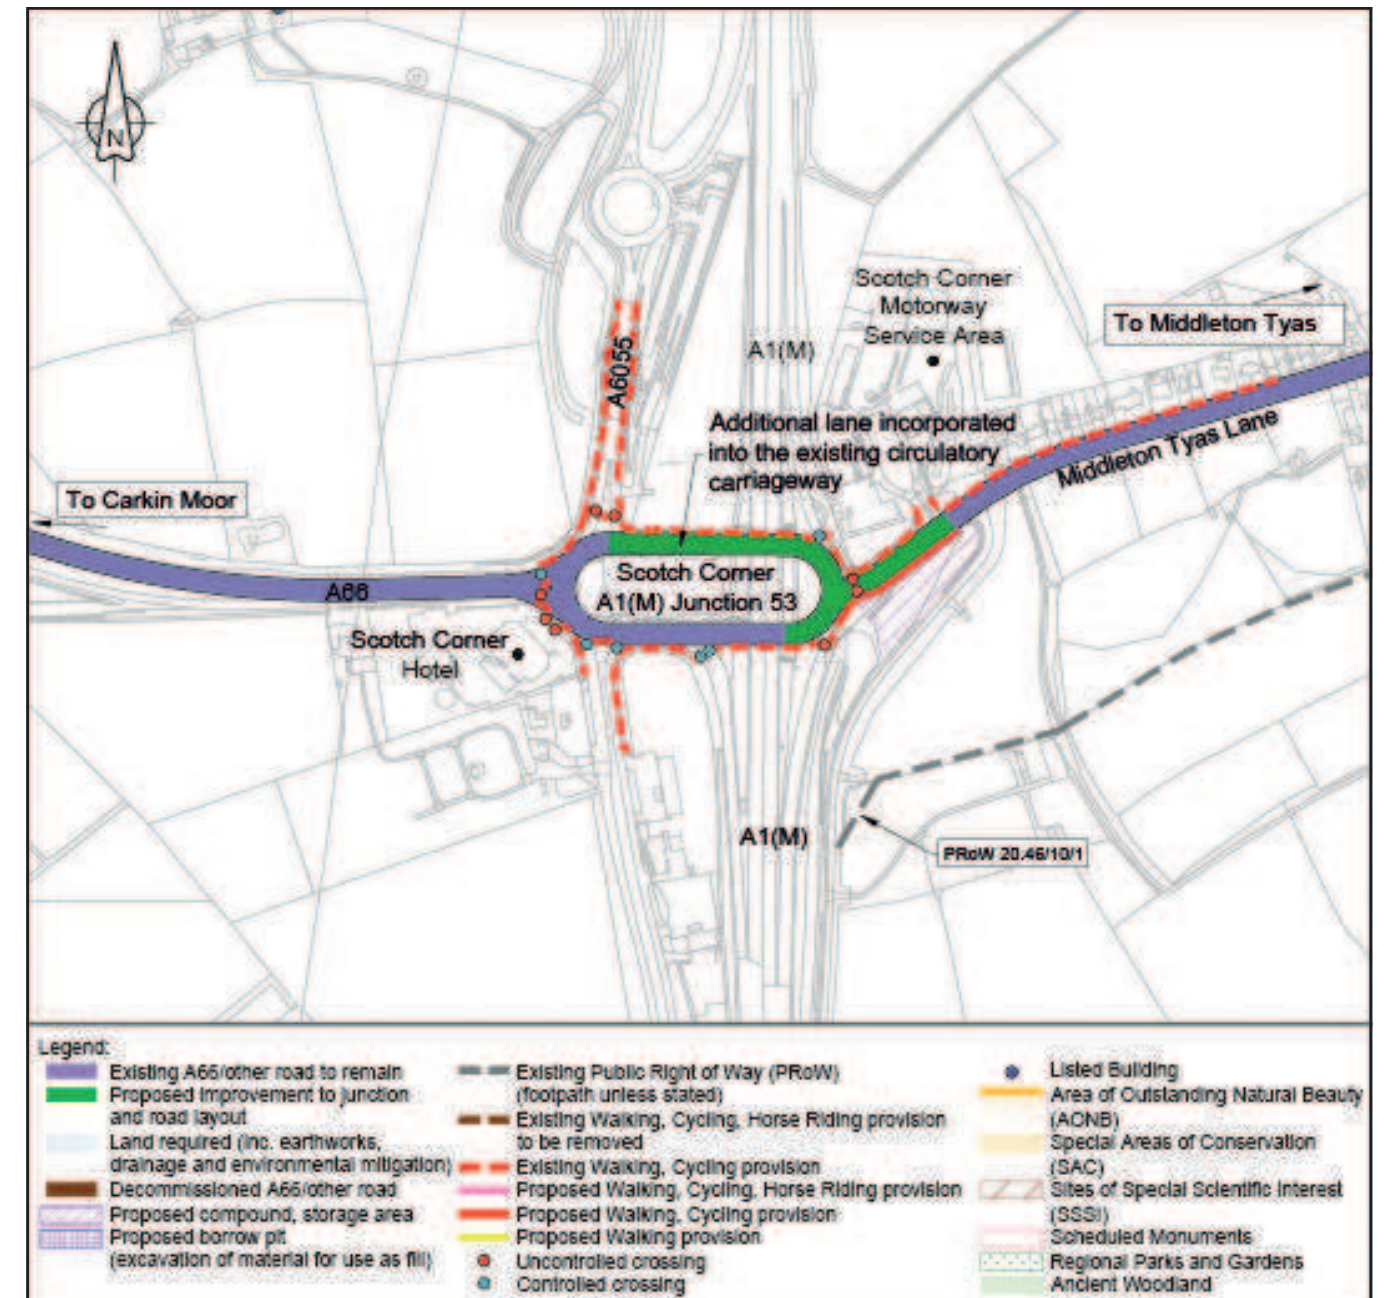 N
Scotch Corner
Motorway
Service Area
To Middleton Tyas
A6055
A1(M)
Additional lane incorporated
into the existing circulatory
carriageway
Middleton Tyas Lane
To Carkin Moor
A66
Scotch Corner
A1(M) Junction 53
Scotch Corner
Hotel
A1(M)
PRoW 20.46/10/1
Legend:
Existing A66/other road to remain
Proposed improvement to junction
and road layout
Land required (inc. earthworks,
drainage and environmental mitigation)
Decommissioned A66/other road
Proposed compound, storage area
Proposed borrow pit
(excavation of material for use as fill)
Existing Public Right of Way (PRoW)
(footpath unless stated)
Existing Walking, Cycling, Horse Riding provision
to be removed
Existing Walking, Cycling provision
Proposed Walking, Cycling, Horse Riding provision
Proposed Walking, Cycling provision
Proposed Walking provision
Uncontrolled crossing
Controlled crossing
Listed Building
Area of Outstanding Natural Beauty
(AONB)
Special Areas of Conservation
(SAC)
Sites of Special Scientific Interest
(SSSI)
Scheduled Monuments
Regional Parks and Gardens
Ancient Woodland